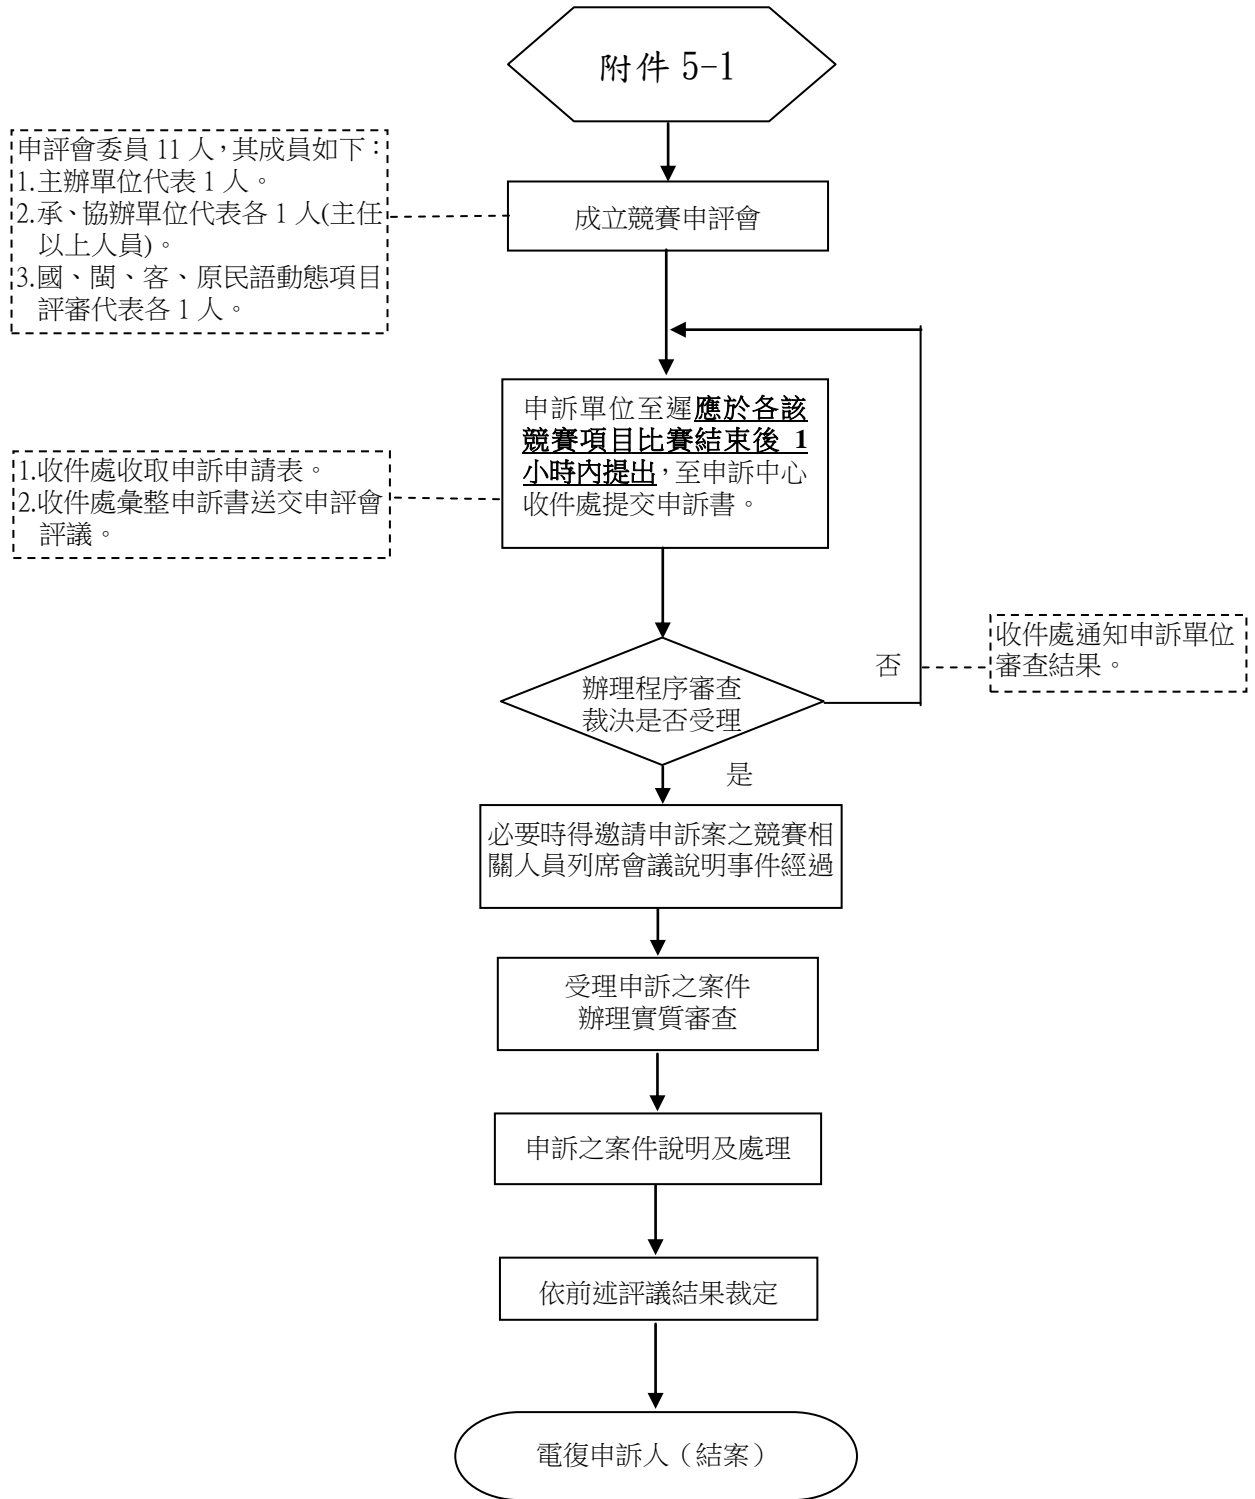 附件 5-1
申評會委員 11 人，其成員如下：
1.主辦單位代表 1 人。
2.承、協辦單位代表各 1 人(主任
以上人員)。
3.國、閩、客、原民語動態項目
評審代表各 1 人。
成立競賽申評會
申訴單位至遲應於各該
競賽項目比賽結束後 1
小時內提出，至申訴中心
收件處提交申訴書。
1.收件處收取申訴申請表。
2.收件處彙整申訴書送交申評會
評議。
辦理程序審查
裁決是否受理
否
收件處通知申訴單位
審查結果。
是
必要時得邀請申訴案之競賽相
關人員列席會議說明事件經過
受理申訴之案件
辦理實質審查
申訴之案件說明及處理
依前述評議結果裁定
電復申訴人（結案）